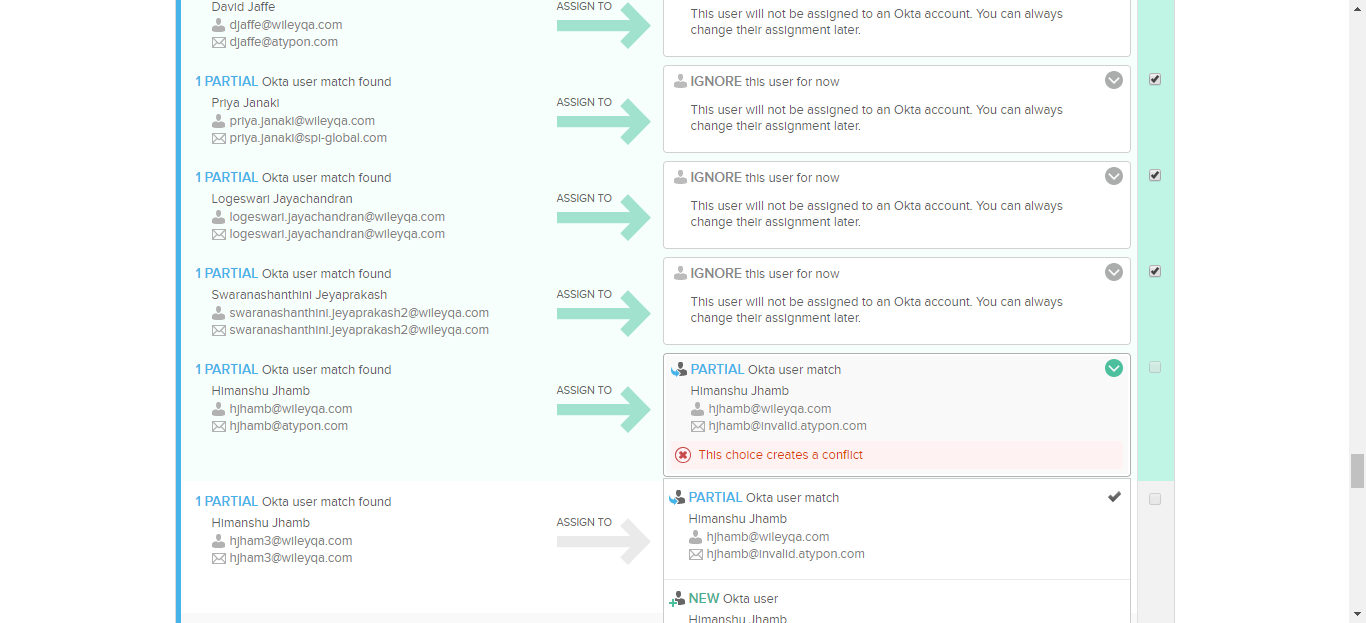 David Jaffe
djaffe@wileyqa.com
djaffe@atypon.com
ASSIGN TO
This user will not be assigned to an Okta account. You can always
change their assignment later.
1 PARTIAL Okta user match found
Priya Janaki
priya.janaki@wileyqa.com
priya.janaki@spi-global.com
ASSIGN TO
IGNORE this user for now
This user will not be assigned to an Okta account. You can always
change their assignment later.
1 PARTIAL Okta user match found
Logeswari Jayachandran
logeswari.jayachandran@wileyqa.com
logeswari.jayachandran@wileyqa.com
ASSIGN TO
IGNORE this user for now
This user will not be assigned to an Okta account. You can always
change their assignment later.
1 PARTIAL Okta user match found
Swaranashanthini Jeyaprakash
swaranashanthini.jeyaprakash2@wileyqa.com
swaranashanthini.jeyaprakash2@wileyqa.com
ASSIGN TO
IGNORE this user for now
This user will not be assigned to an Okta account. You can always
change their assignment later.
1 PARTIAL Okta user match found
Himanshu Jhamb
hjhamb@wileyqa.com
hjhamb@atypon.com
ASSIGN TO
PARTIAL Okta user match
Himanshu Jhamb
hjhamb@wileyqa.com
hjhamb@invalid.atypon.com
This choice creates a conflict
1 PARTIAL Okta user match found
Himanshu Jhamb
hjham3@wileyqa.com
hjham3@wileyqa.com
ASSIGN TO
PARTIAL Okta user match
Himanshu Jhamb
hjhamb@wileyqa.com
hjhamb@invalid.atypon.com
NEW Okta user
Himanshu Jhamb